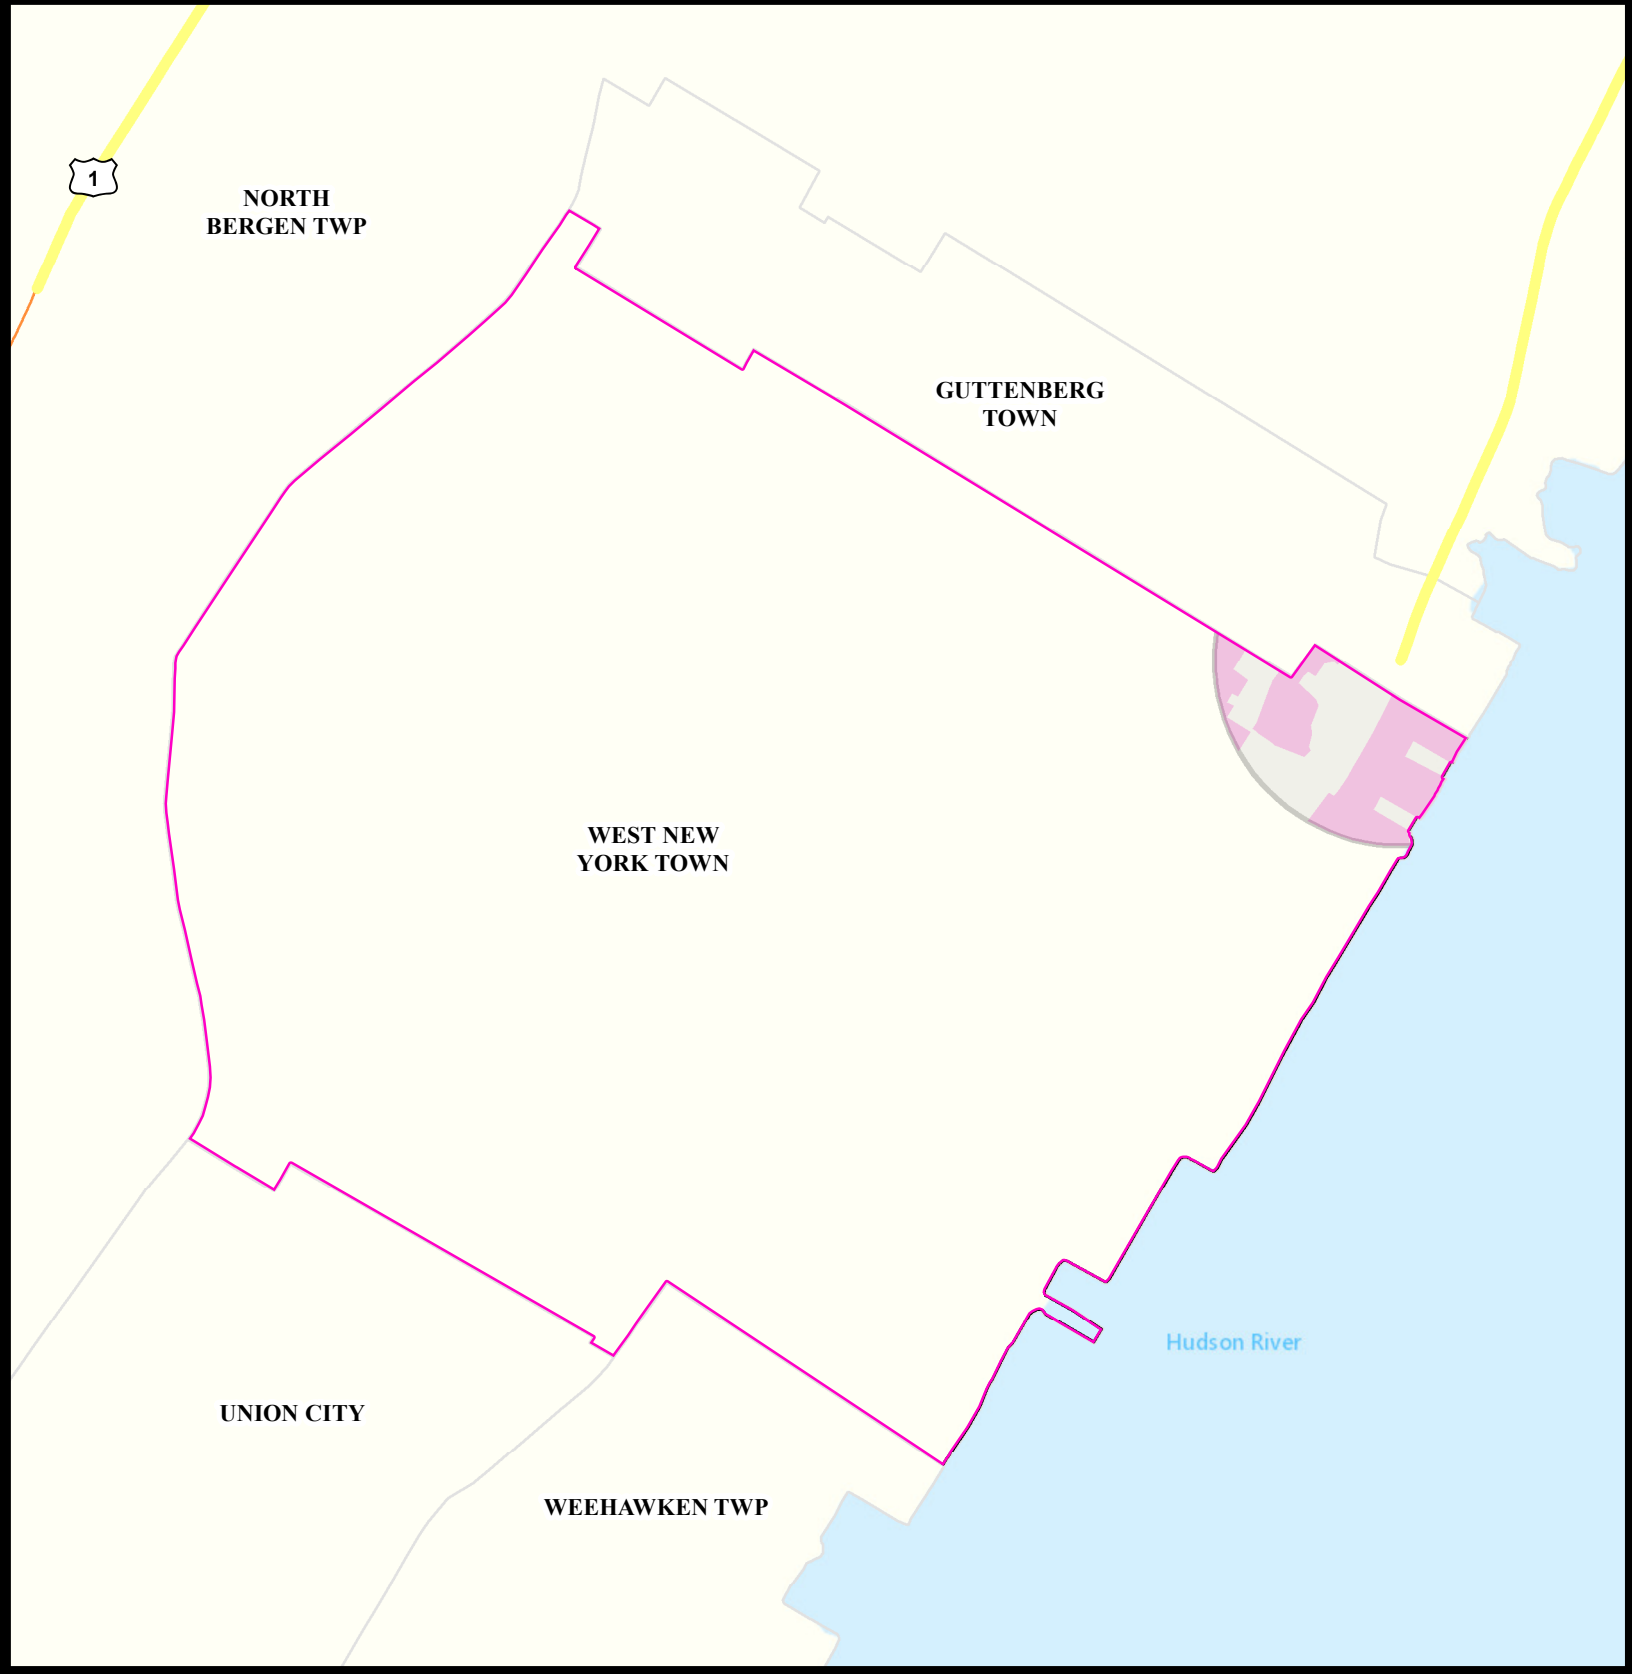 1
NORTH
BERGEN TWP
GUTTENBERG
TOWN
WEST NEW
YORK TOWN
Hudson River
UNION CITY
WEEHAWKEN TWP